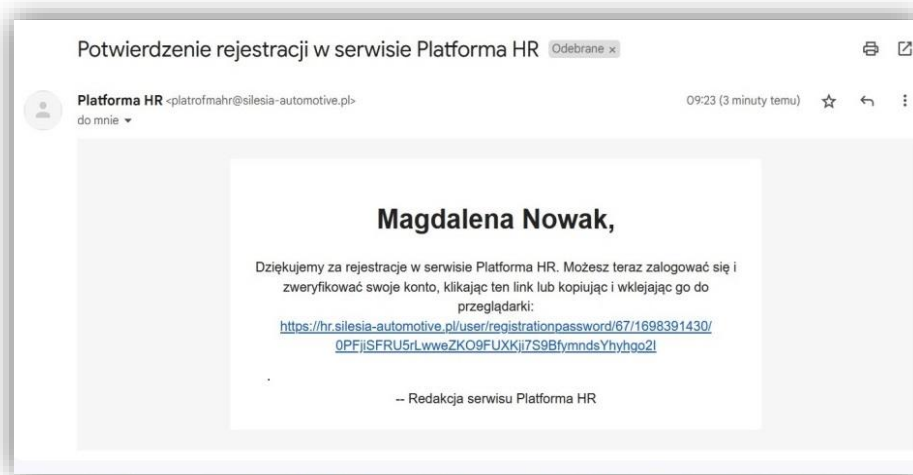 Potwierdzenie rejestracji w serwisie Platforma HR Odebrane x
Platforma HR <platrofmahr@silesia-automotive.pl> 09:23 (3 minuty temu)
do mnie
Magdalena Nowak,
Dziękujemy za rejestracje w serwisie Platforma HR. Możesz teraz zalogować się i
zweryfikować swoje konto, klikając ten link lub kopiując i wklejając go do
przeglądarki:
https://hr.silesia-automotive.pl/user/registrationpassword/67/1698391430/
0PFjiSFRU5rLwweZKO9FUXKji7S9BfymndsYhyhgo2I
.
-- Redakcja serwisu Platforma HR